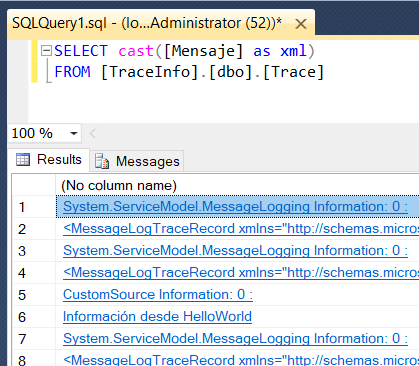 SQLQuery1.sql - (lo...Administrator (52))* ×
SELECT cast([Mensaje] as xml)
FROM [TraceInfo].[dbo].[Trace]
100 %
Results Messages
(No column name)
1 System.ServiceModel.MessageLogging Information: 0 :
2 <MessageLogTraceRecord xmlns="http://schemas.micros
3 System.ServiceModel.MessageLogging Information: 0 :
4 <MessageLogTraceRecord xmlns="http://schemas.micros
5 CustomSource Information: 0 :
6 Información desde HelloWorld
7 System.ServiceModel.MessageLogging Information: 0 :
8 <MessageLogTraceRecord xmlns="http://schemas.micros